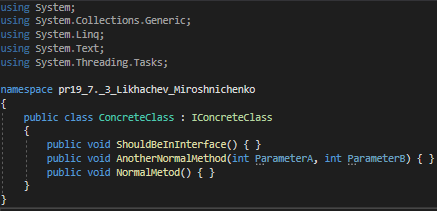 using System;
using System.Collections.Generic;
using System.Linq;
using System.Text;
using System.Threading.Tasks;
namespace pr19_7._3_Likhachev_Miroshnichenko
{
public class ConcreteClass : IConcreteClass
{
public void ShouldBeInInterface() { }
public void AnotherNormalMethod(int ParameterA, int ParameterB) { }
public void NormalMetod() { }
}
}